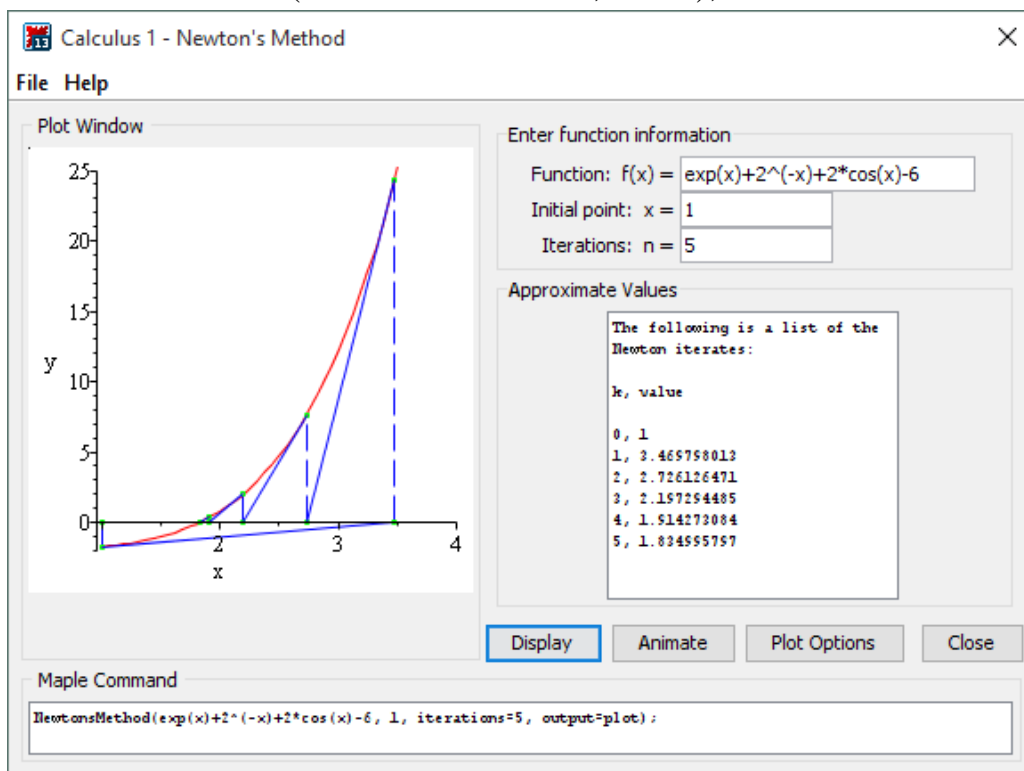 Calculus 1 - Newton's Method
File Help
Plot Window
25
20
15
y
10
5
0
2
3
4
x
Enter function information
Function: f(x) = exp(x)+2^(-x)+2*cos(x)-6
Initial point: x = 1
Iterations: n = 5
Approximate Values
The following is a list of the
Newton iterates:
k, value
0, 1
1, 3.469798013
2, 2.726126471
3, 2.197294485
4, 1.914273084
5, 1.834995797
Display Animate Plot Options Close
Maple Command
NewtonsMethod(exp(x)+2^(-x)+2*cos(x)-6, 1, iterations=5, output=plot);